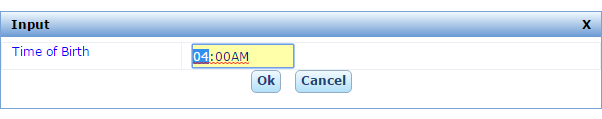 Input X
Time of Birth 04:00AM
Ok Cancel